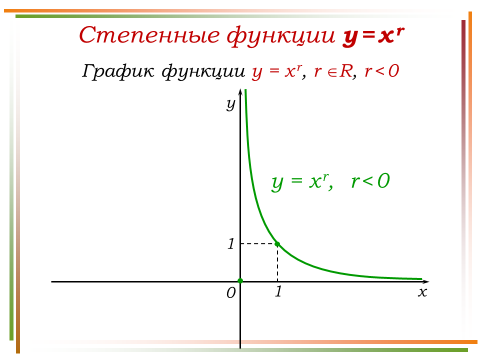 Степенные функции y = xʳ
График функции y = xʳ, r ∈ R, r < 0
y
y = xʳ, r < 0
1
0 1 x